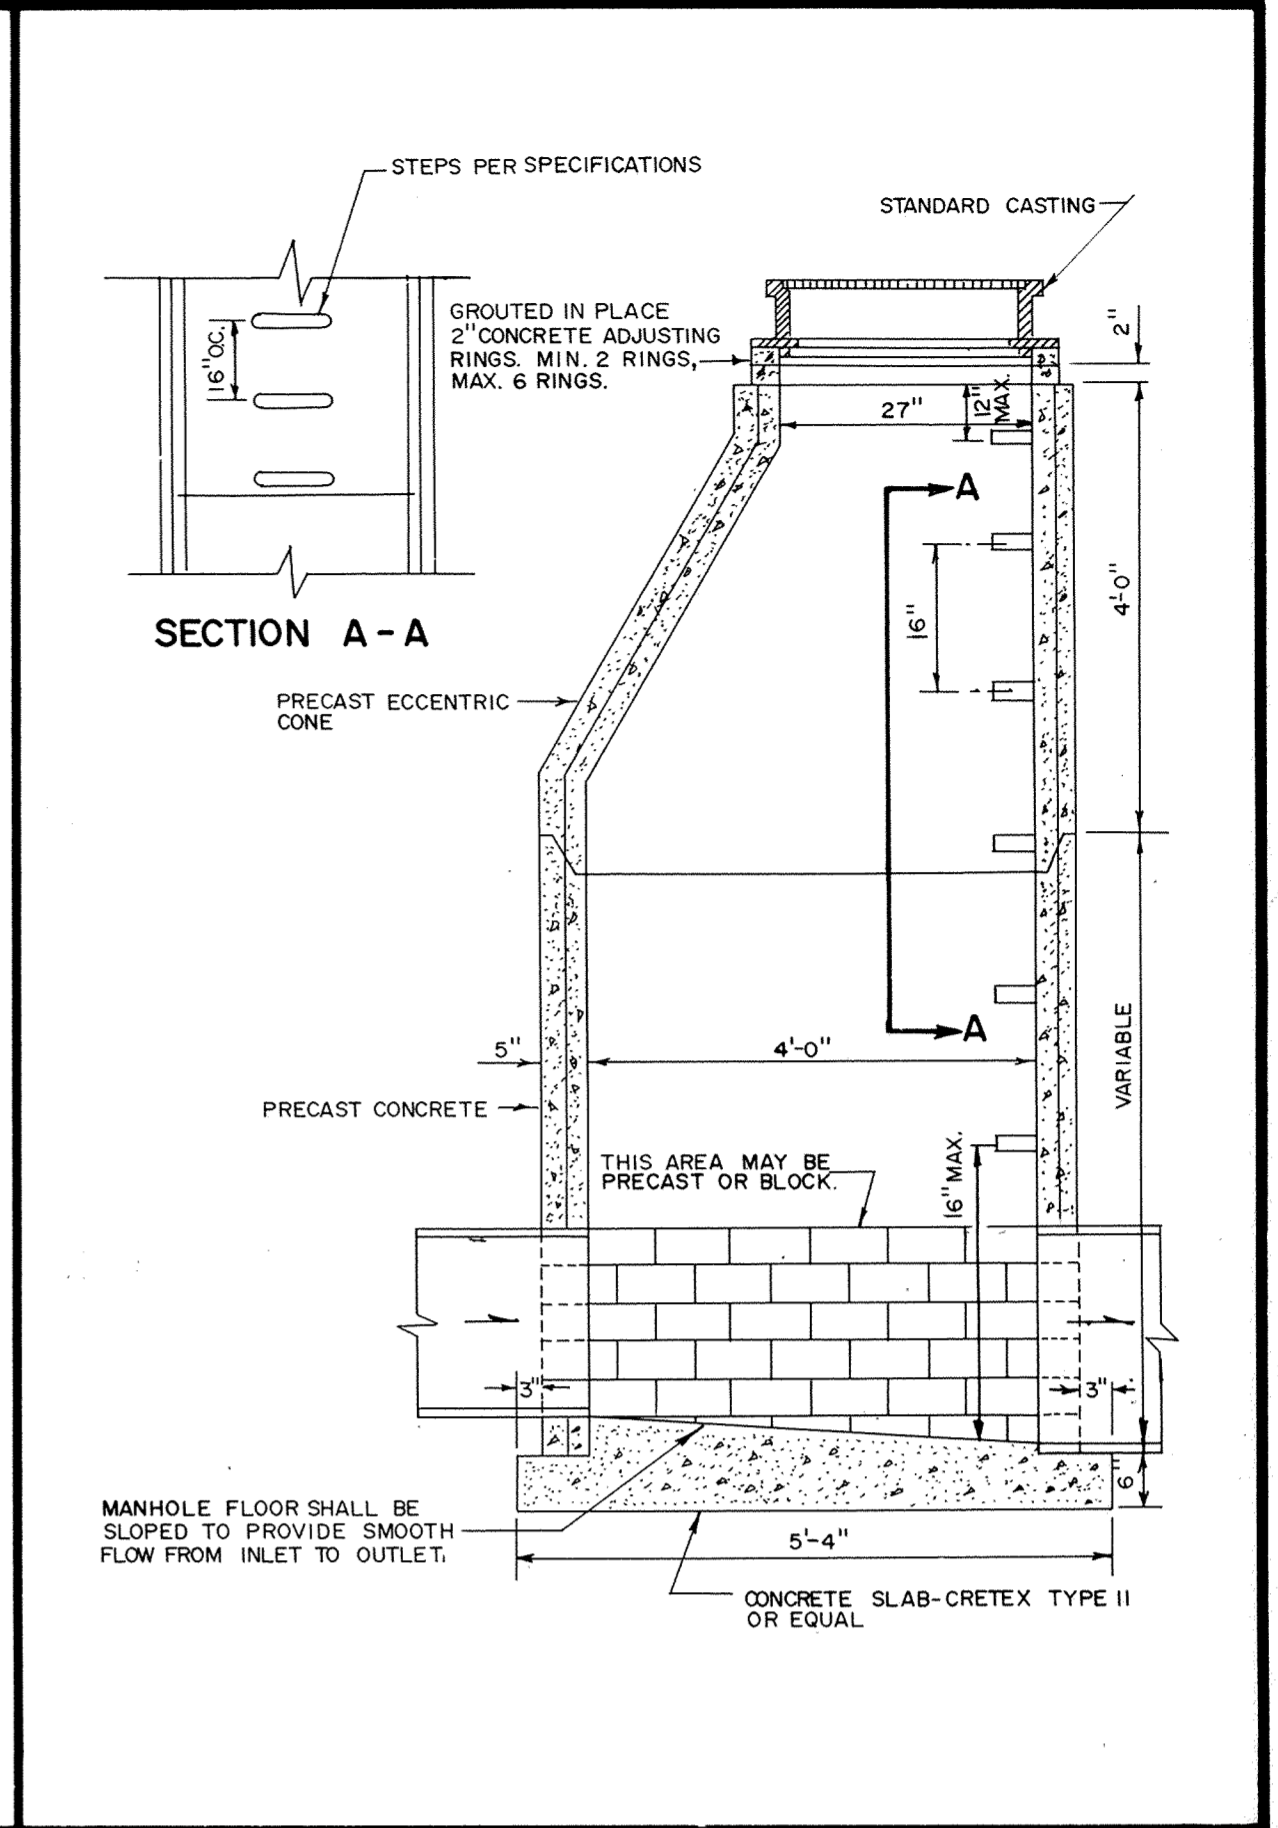 STEPS PER SPECIFICATIONS
STANDARD CASTING
GROUTED IN PLACE
2" CONCRETE ADJUSTING
RINGS. MIN. 2 RINGS,
MAX. 6 RINGS.
2"
16" O.C.
27"
12"
MAX.
A
4'-0"
16"
SECTION A-A
PRECAST ECCENTRIC
CONE
A
5"
4'-0"
VARIABLE
PRECAST CONCRETE
16" MAX.
THIS AREA MAY BE
PRECAST OR BLOCK.
3"
3"
6"
MANHOLE FLOOR SHALL BE
SLOPED TO PROVIDE SMOOTH
FLOW FROM INLET TO OUTLET.
5'-4"
CONCRETE SLAB-CRETEX TYPE II
OR EQUAL